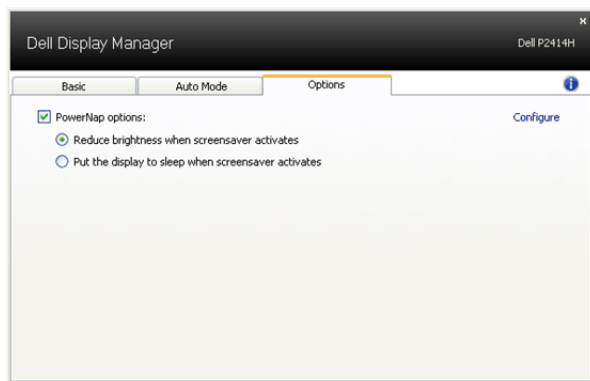 Dell Display Manager
Dell P2414H
Basic
Auto Mode
Options
PowerNap options:
Configure
Reduce brightness when screensaver activates
Put the display to sleep when screensaver activates